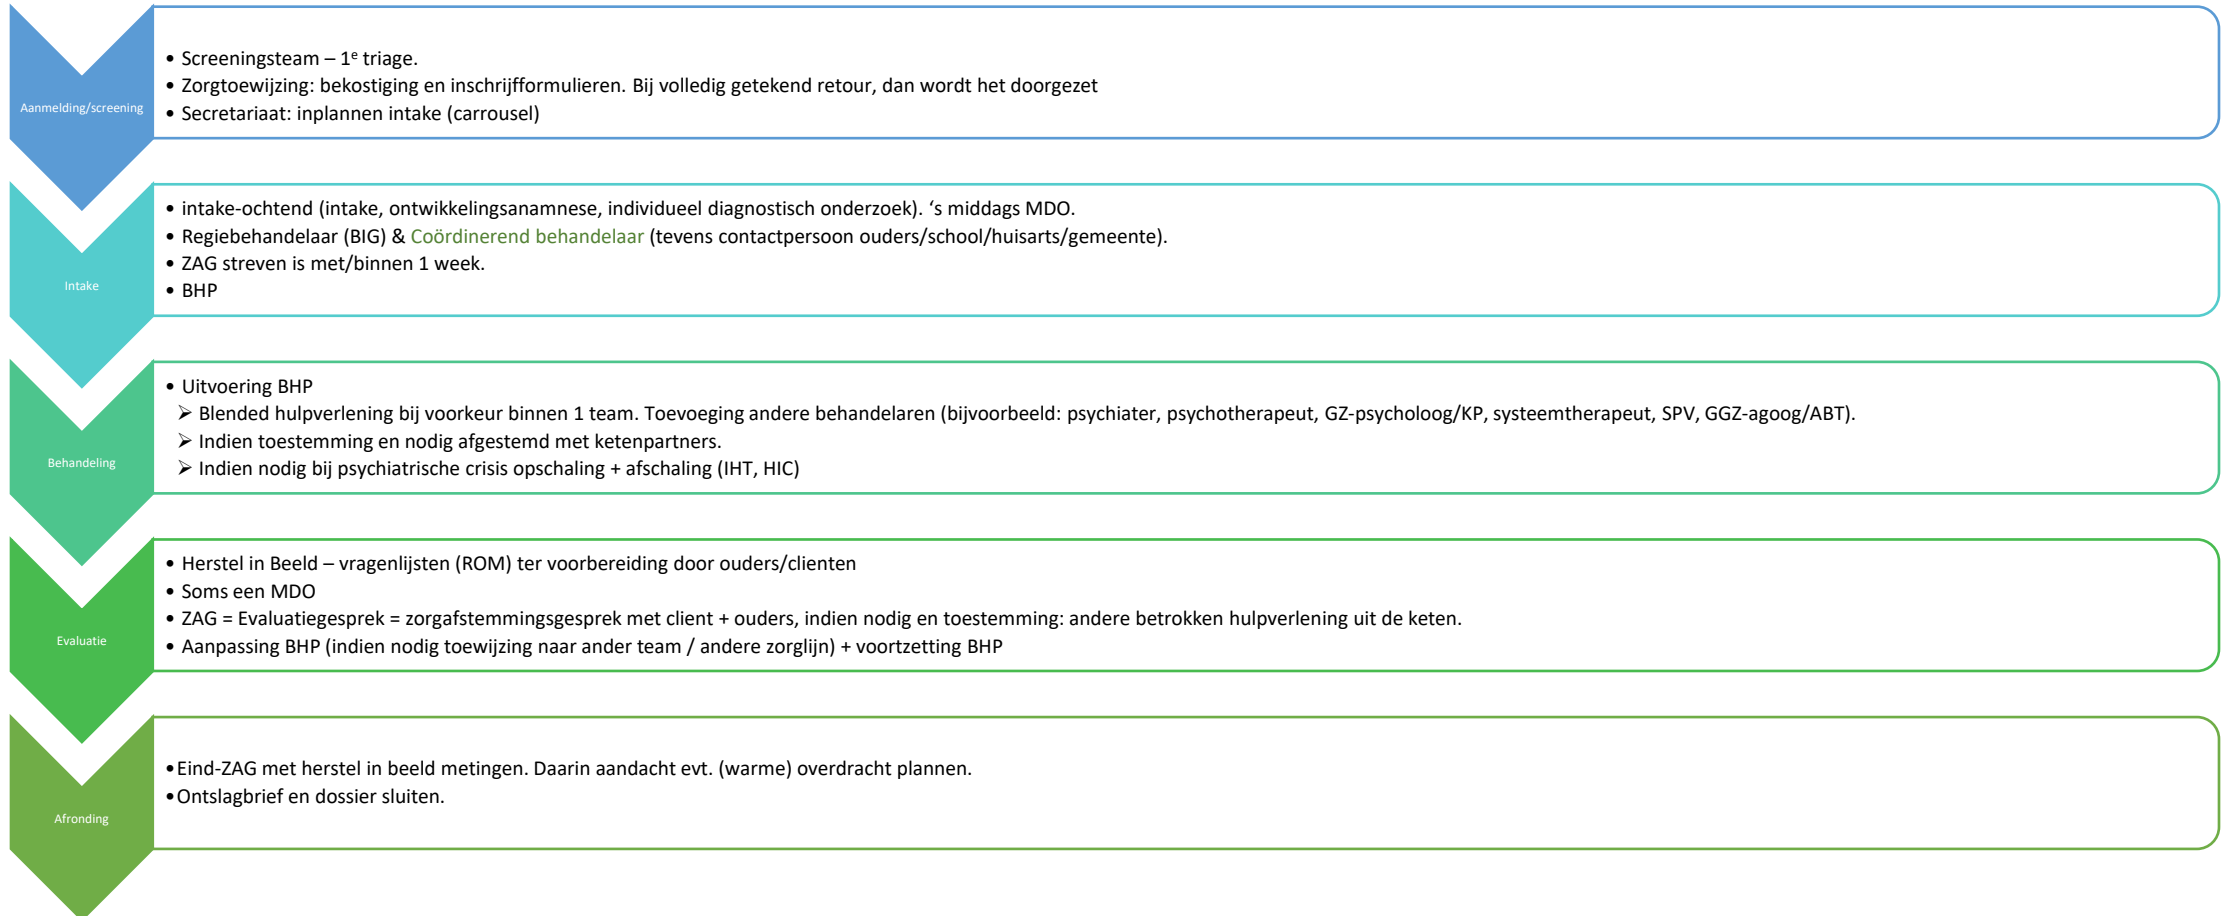 Aanmelding/screening
• Screeningsteam – 1e triage.
• Zorgtoewijzing: bekostiging en inschrijfformulieren. Bij volledig getekend retour, dan wordt het doorgezet
• Secretariaat: inplannen intake (carrousel)
Intake
• intake-ochtend (intake, ontwikkelingsanamnese, individueel diagnostisch onderzoek). ‘s middags MDO.
• Regiebehandelaar (BIG) & Coördinerend behandelaar (tevens contactpersoon ouders/school/huisarts/gemeente).
• ZAG streven is met/binnen 1 week.
• BHP
Behandeling
• Uitvoering BHP
➢ Blended hulpverlening bij voorkeur binnen 1 team. Toevoeging andere behandelaren (bijvoorbeeld: psychiater, psychotherapeut, GZ-psycholoog/KP, systeemtherapeut, SPV, GGZ-agoog/ABT).
➢ Indien toestemming en nodig afgestemd met ketenpartners.
➢ Indien nodig bij psychiatrische crisis opschaling + afschaling (IHT, HIC)
Evaluatie
• Herstel in Beeld – vragenlijsten (ROM) ter voorbereiding door ouders/clienten
• Soms een MDO
• ZAG = Evaluatiegesprek = zorgafstemmingsgesprek met client + ouders, indien nodig en toestemming: andere betrokken hulpverlening uit de keten.
• Aanpassing BHP (indien nodig toewijzing naar ander team / andere zorglijn) + voortzetting BHP
Afronding
• Eind-ZAG met herstel in beeld metingen. Daarin aandacht evt. (warme) overdracht plannen.
• Ontslagbrief en dossier sluiten.